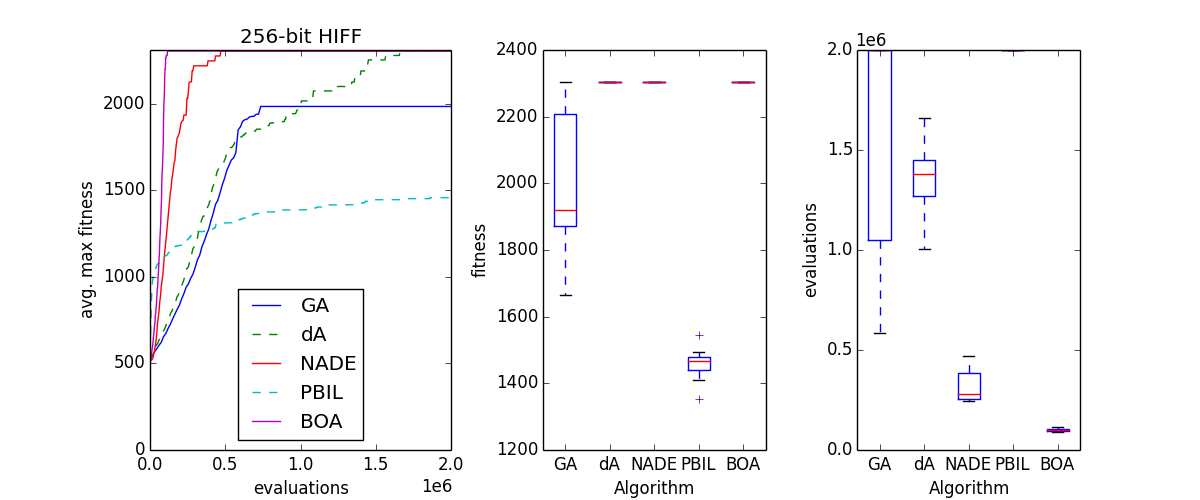 256-bit HIFF
avg. max fitness
2000
1500
1000
500
0
0.0 0.5 1.0 1.5 2.0
evaluations 1e6
GA
dA
NADE
PBIL
BOA
fitness
2400
2200
2000
1800
1600
1400
1200
GA dA NADE PBIL BOA
Algorithm
1e6
evaluations
2.0
1.5
1.0
0.5
0.0
GA dA NADE PBIL BOA
Algorithm